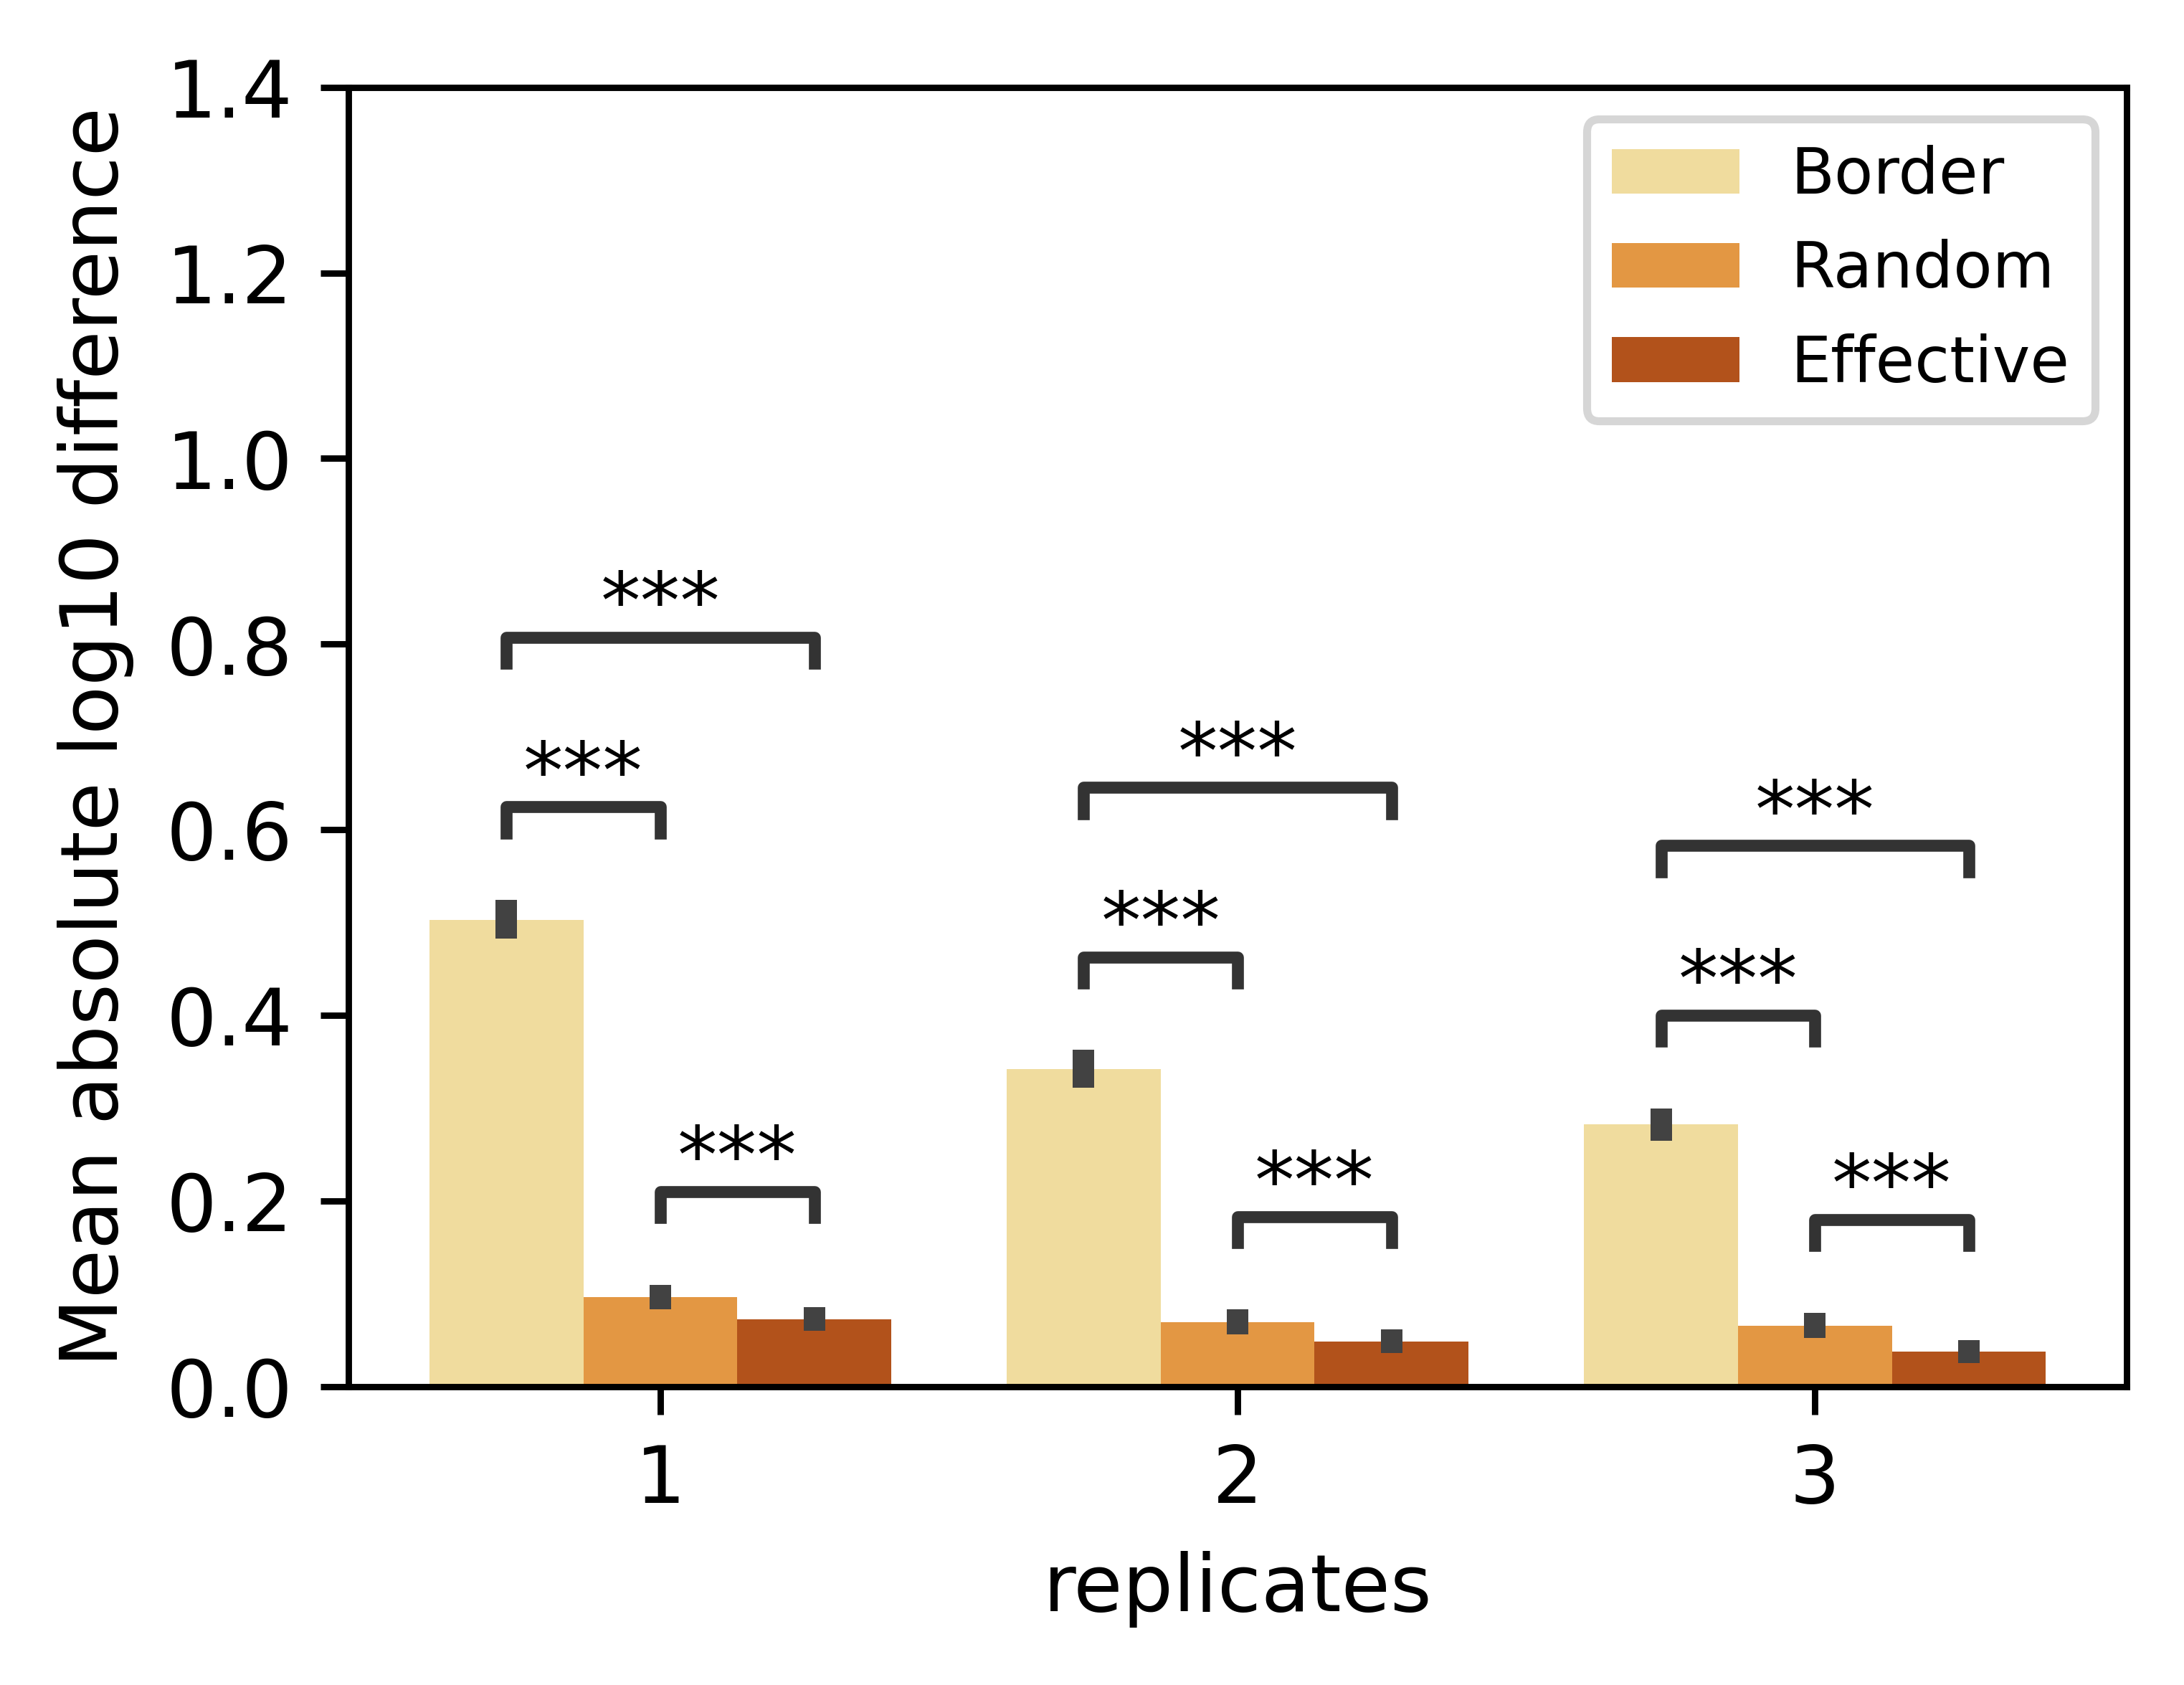 Mean absolute log10 difference
1.4
1.2
1.0
0.8
0.6
0.4
0.2
0.0
Border
Random
Effective
***
***
***
***
***
***
***
***
***
1 2 3
replicates